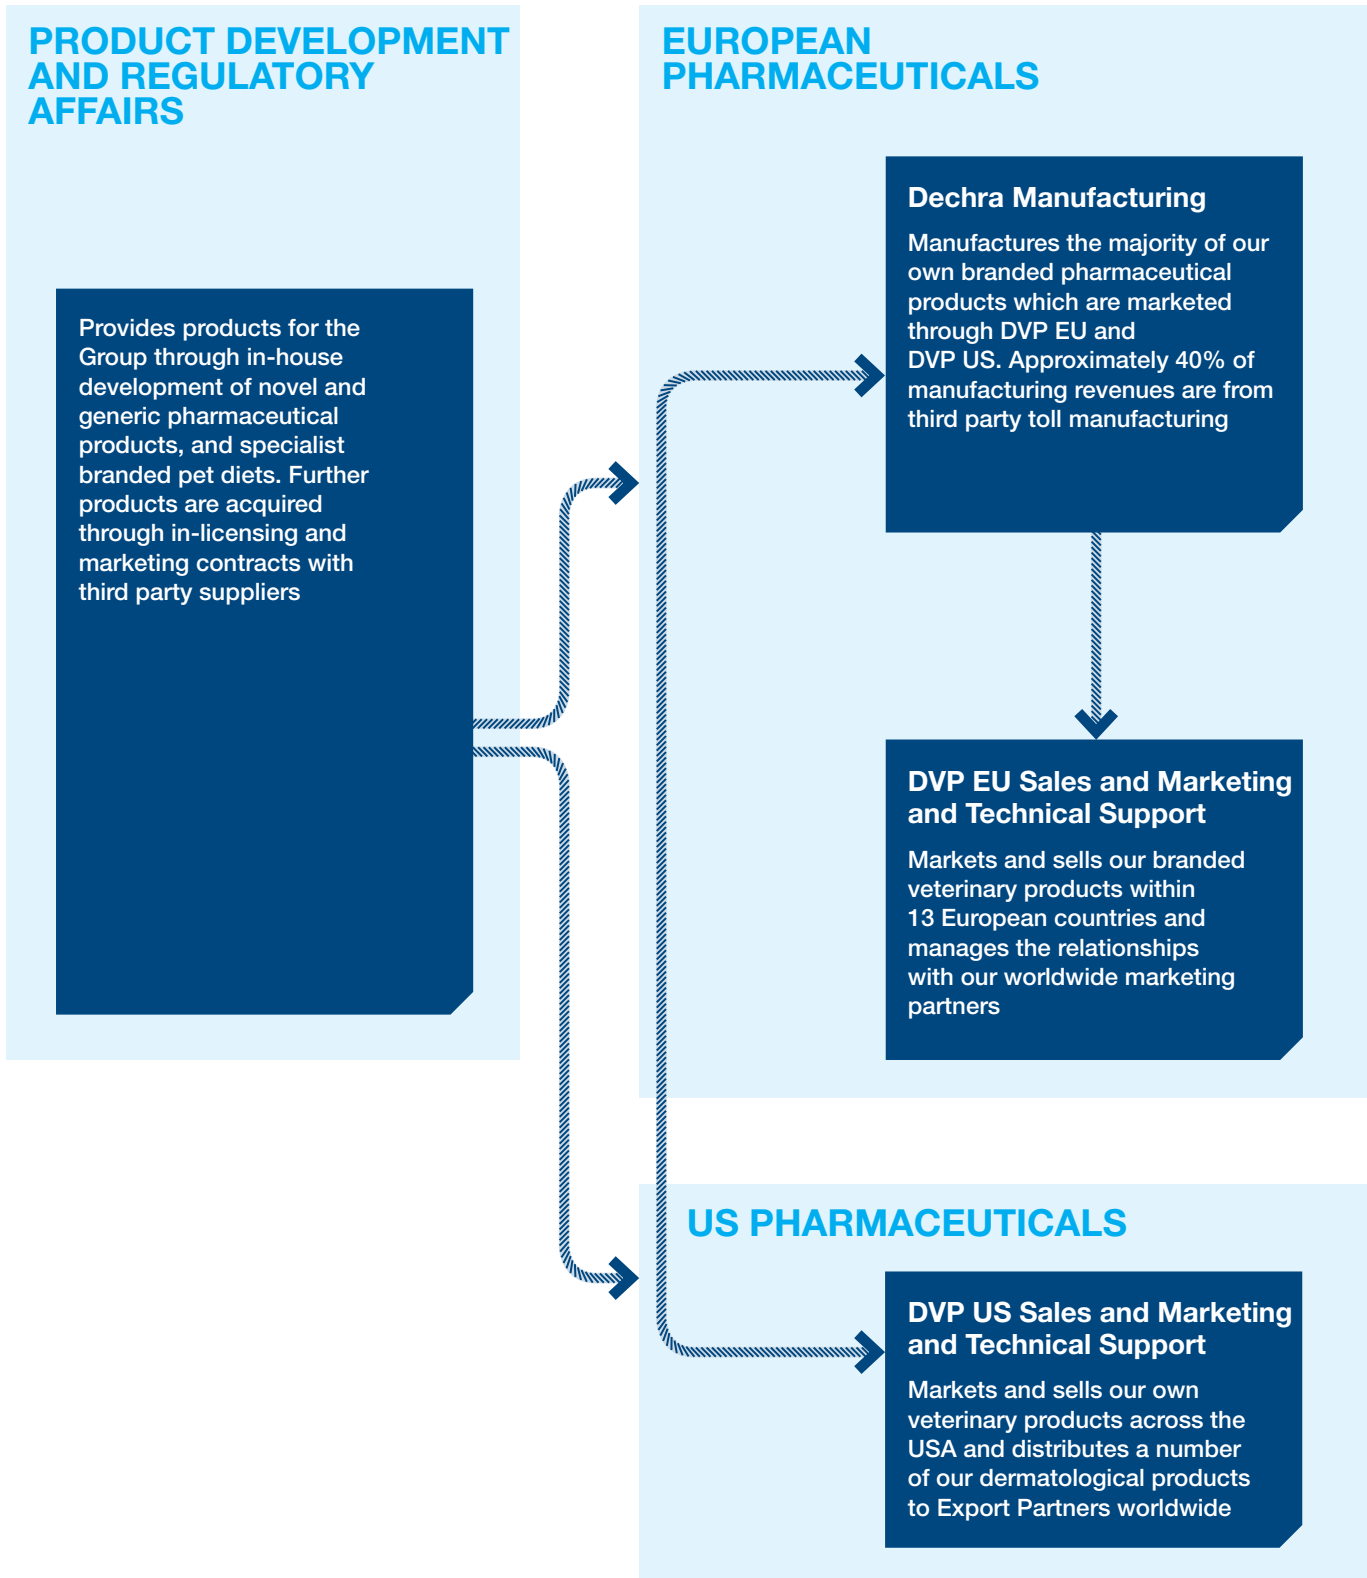 PRODUCT DEVELOPMENT
AND REGULATORY
AFFAIRS
Provides products for the
Group through in-house
development of novel and
generic pharmaceutical
products, and specialist
branded pet diets. Further
products are acquired
through in-licensing and
marketing contracts with
third party suppliers
EUROPEAN
PHARMACEUTICALS
Dechra Manufacturing
Manufactures the majority of our
own branded pharmaceutical
products which are marketed
through DVP EU and
DVP US. Approximately 40% of
manufacturing revenues are from
third party toll manufacturing
DVP EU Sales and Marketing
and Technical Support
Markets and sells our branded
veterinary products within
13 European countries and
manages the relationships
with our worldwide marketing
partners
US PHARMACEUTICALS
DVP US Sales and Marketing
and Technical Support
Markets and sells our own
veterinary products across the
USA and distributes a number
of our dermatological products
to Export Partners worldwide